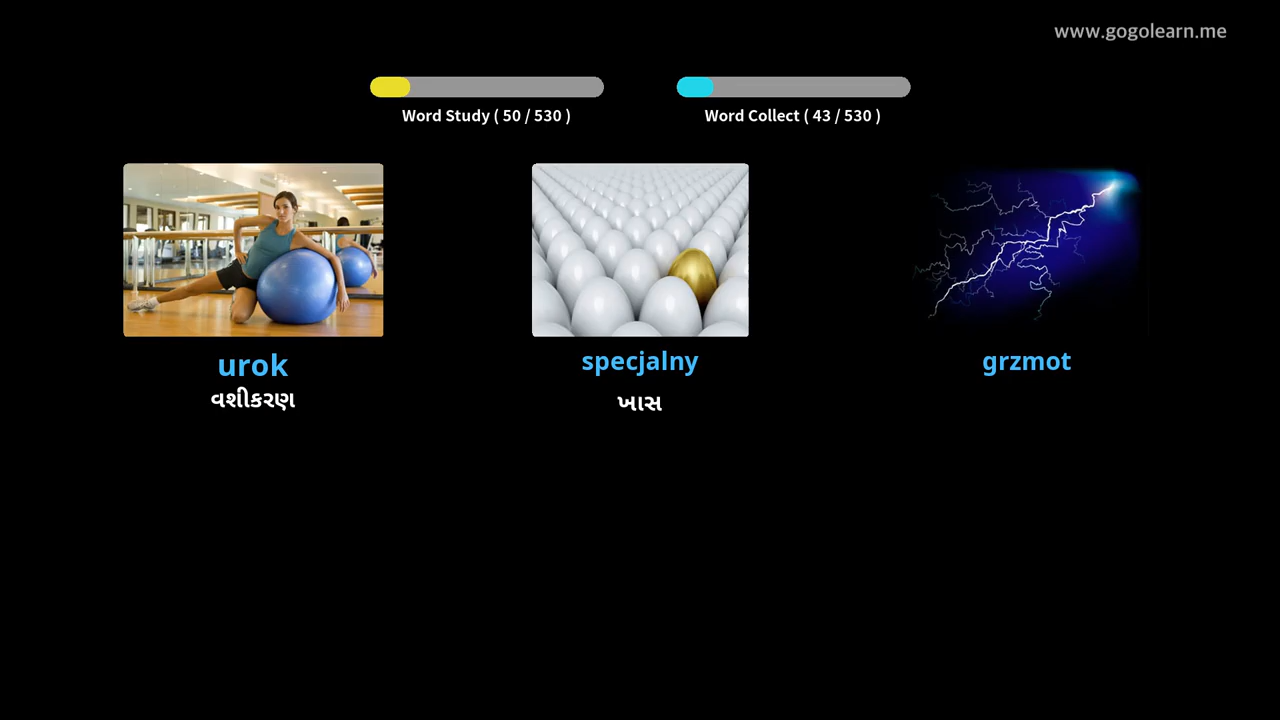 www.gogolearn.me
Word Study ( 50 / 530 )
Word Collect ( 43 / 530 )
urok
specjalny
grzmot
વશીકરણ
ખાસ